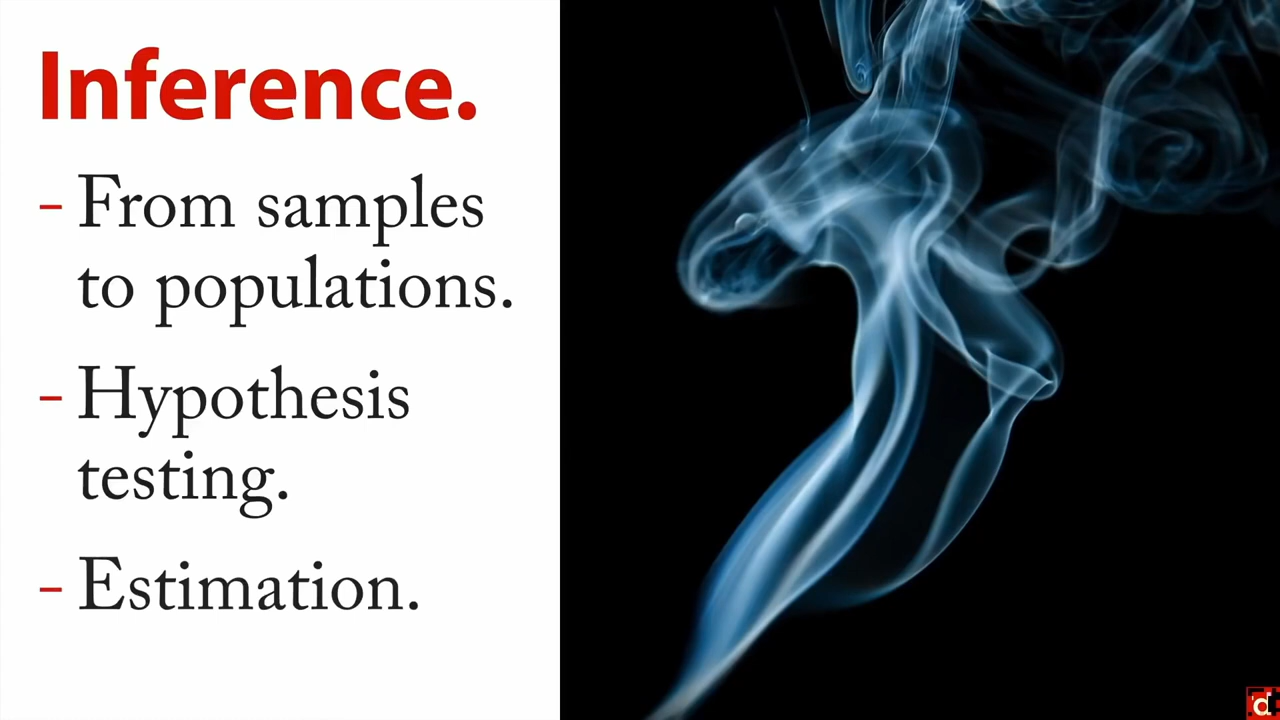 Inference.
- From samples
to populations.
- Hypothesis
testing.
- Estimation.
d